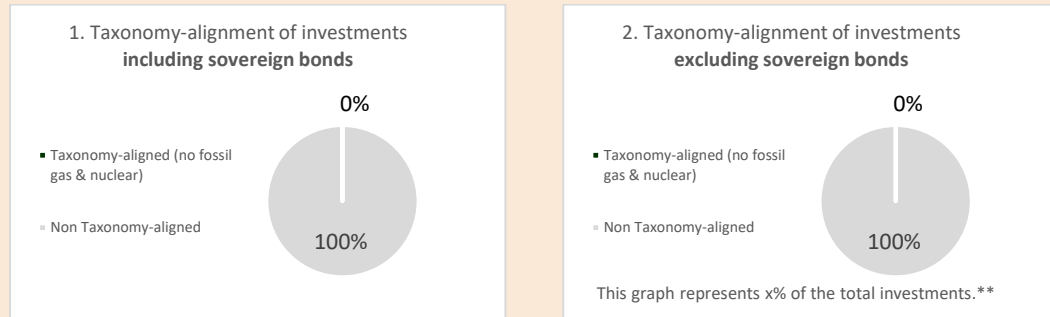 1. Taxonomy-alignment of investments
including sovereign bonds
0%
Taxonomy-aligned (no fossil
gas & nuclear)
Non Taxonomy-aligned
100%
2. Taxonomy-alignment of investments
excluding sovereign bonds
0%
Taxonomy-aligned (no fossil
gas & nuclear)
Non Taxonomy-aligned
100%
This graph represents x% of the total investments.**